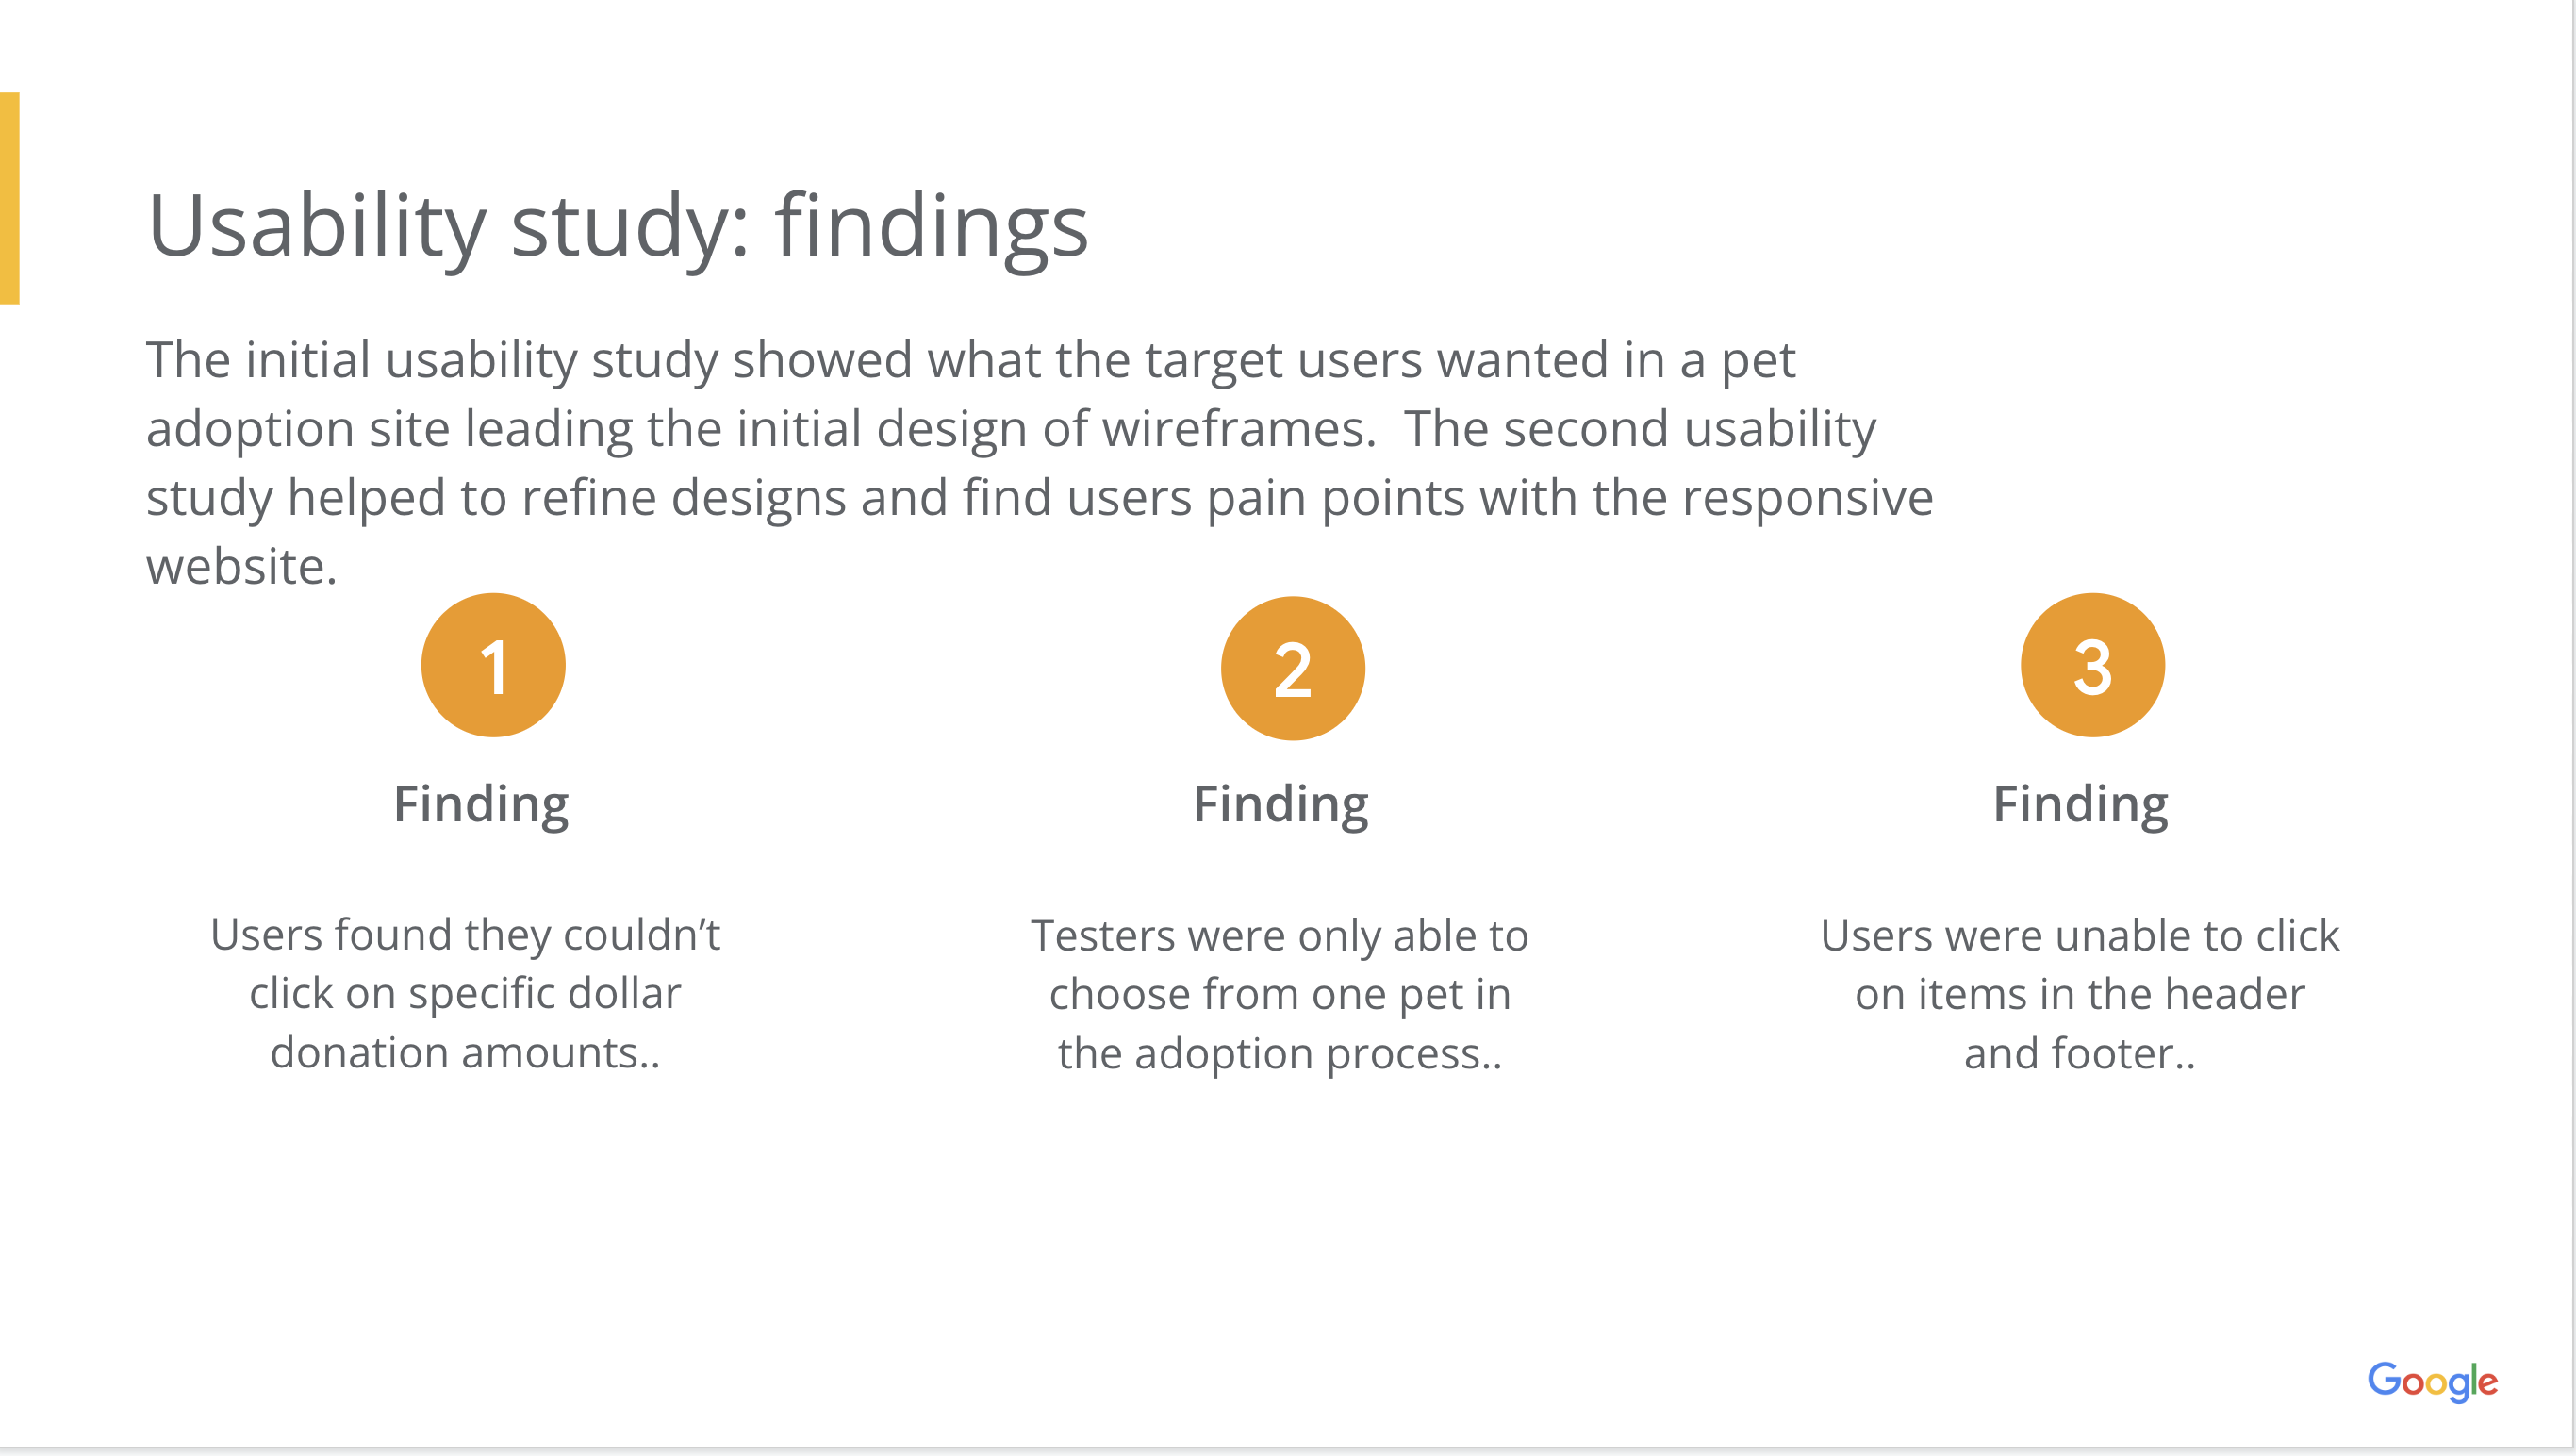 Usability study: findings
The initial usability study showed what the target users wanted in a pet
adoption site leading the initial design of wireframes.  The second usability
study helped to refine designs and find users pain points with the responsive
website.
1
Finding
Users found they couldn’t
click on specific dollar
donation amounts..
2
Finding
Testers were only able to
choose from one pet in
the adoption process..
3
Finding
Users were unable to click
on items in the header
and footer..
Google